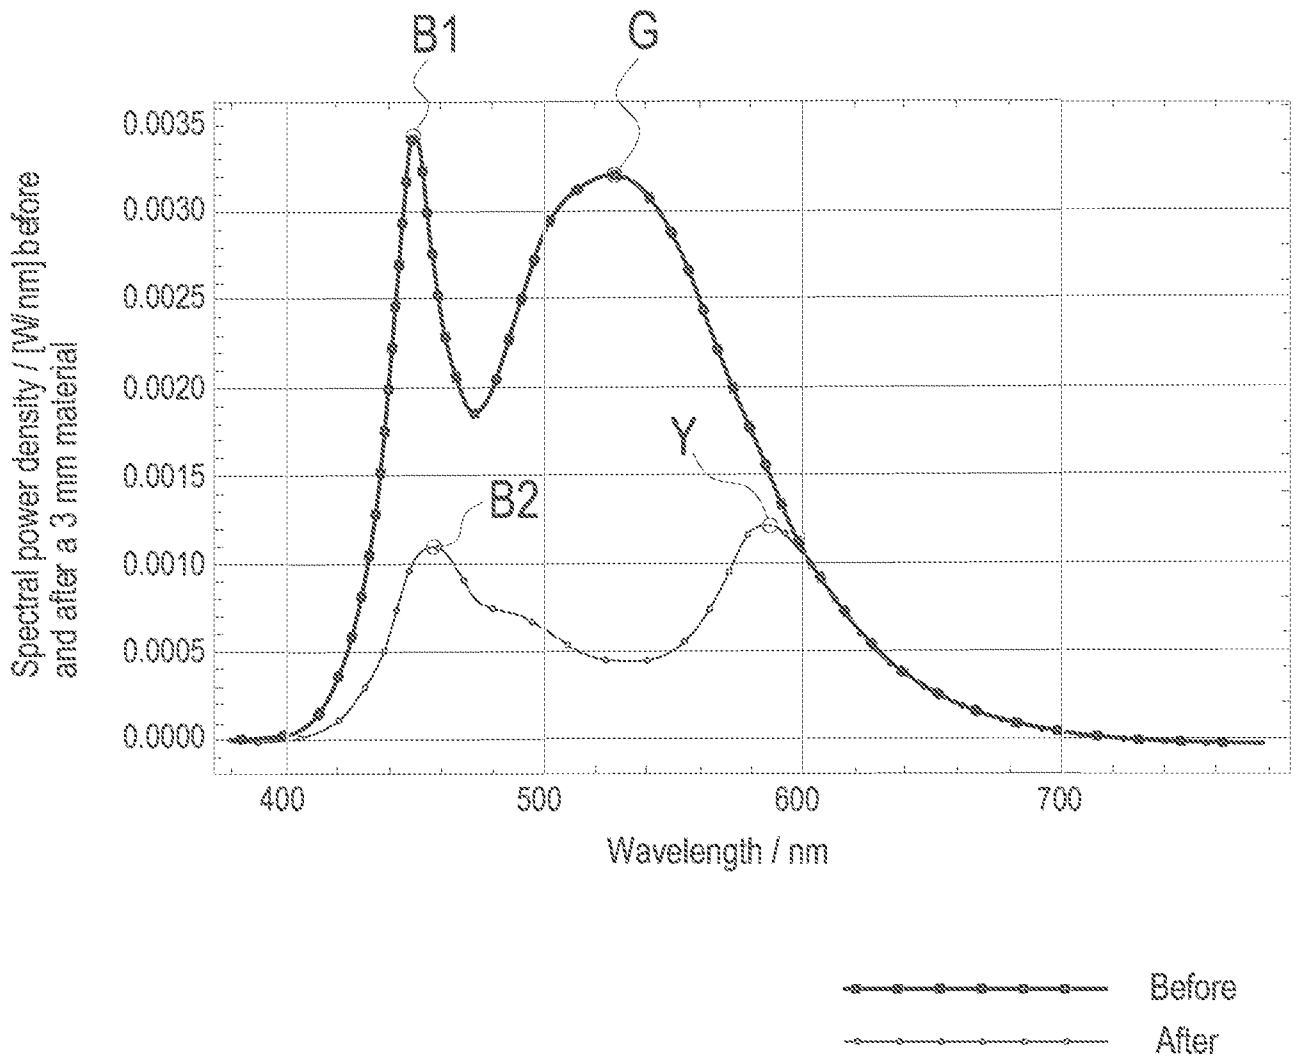 B1
G
0.0035
0.0030
0.0025
0.0020
0.0015
0.0010
0.0005
0.0000
Spectral power density / [W/nm] before
and after a 3 mm material
Y
B2
400
500
600
700
Wavelength / nm
Before
After